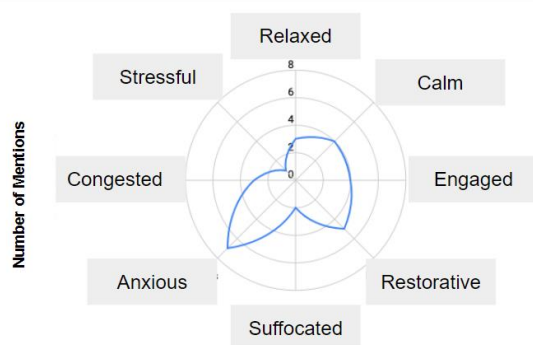 Relaxed
Stressful
Calm
8
6
4
2
0
Number of Mentions
Congested
Engaged
Anxious
Restorative
Suffocated